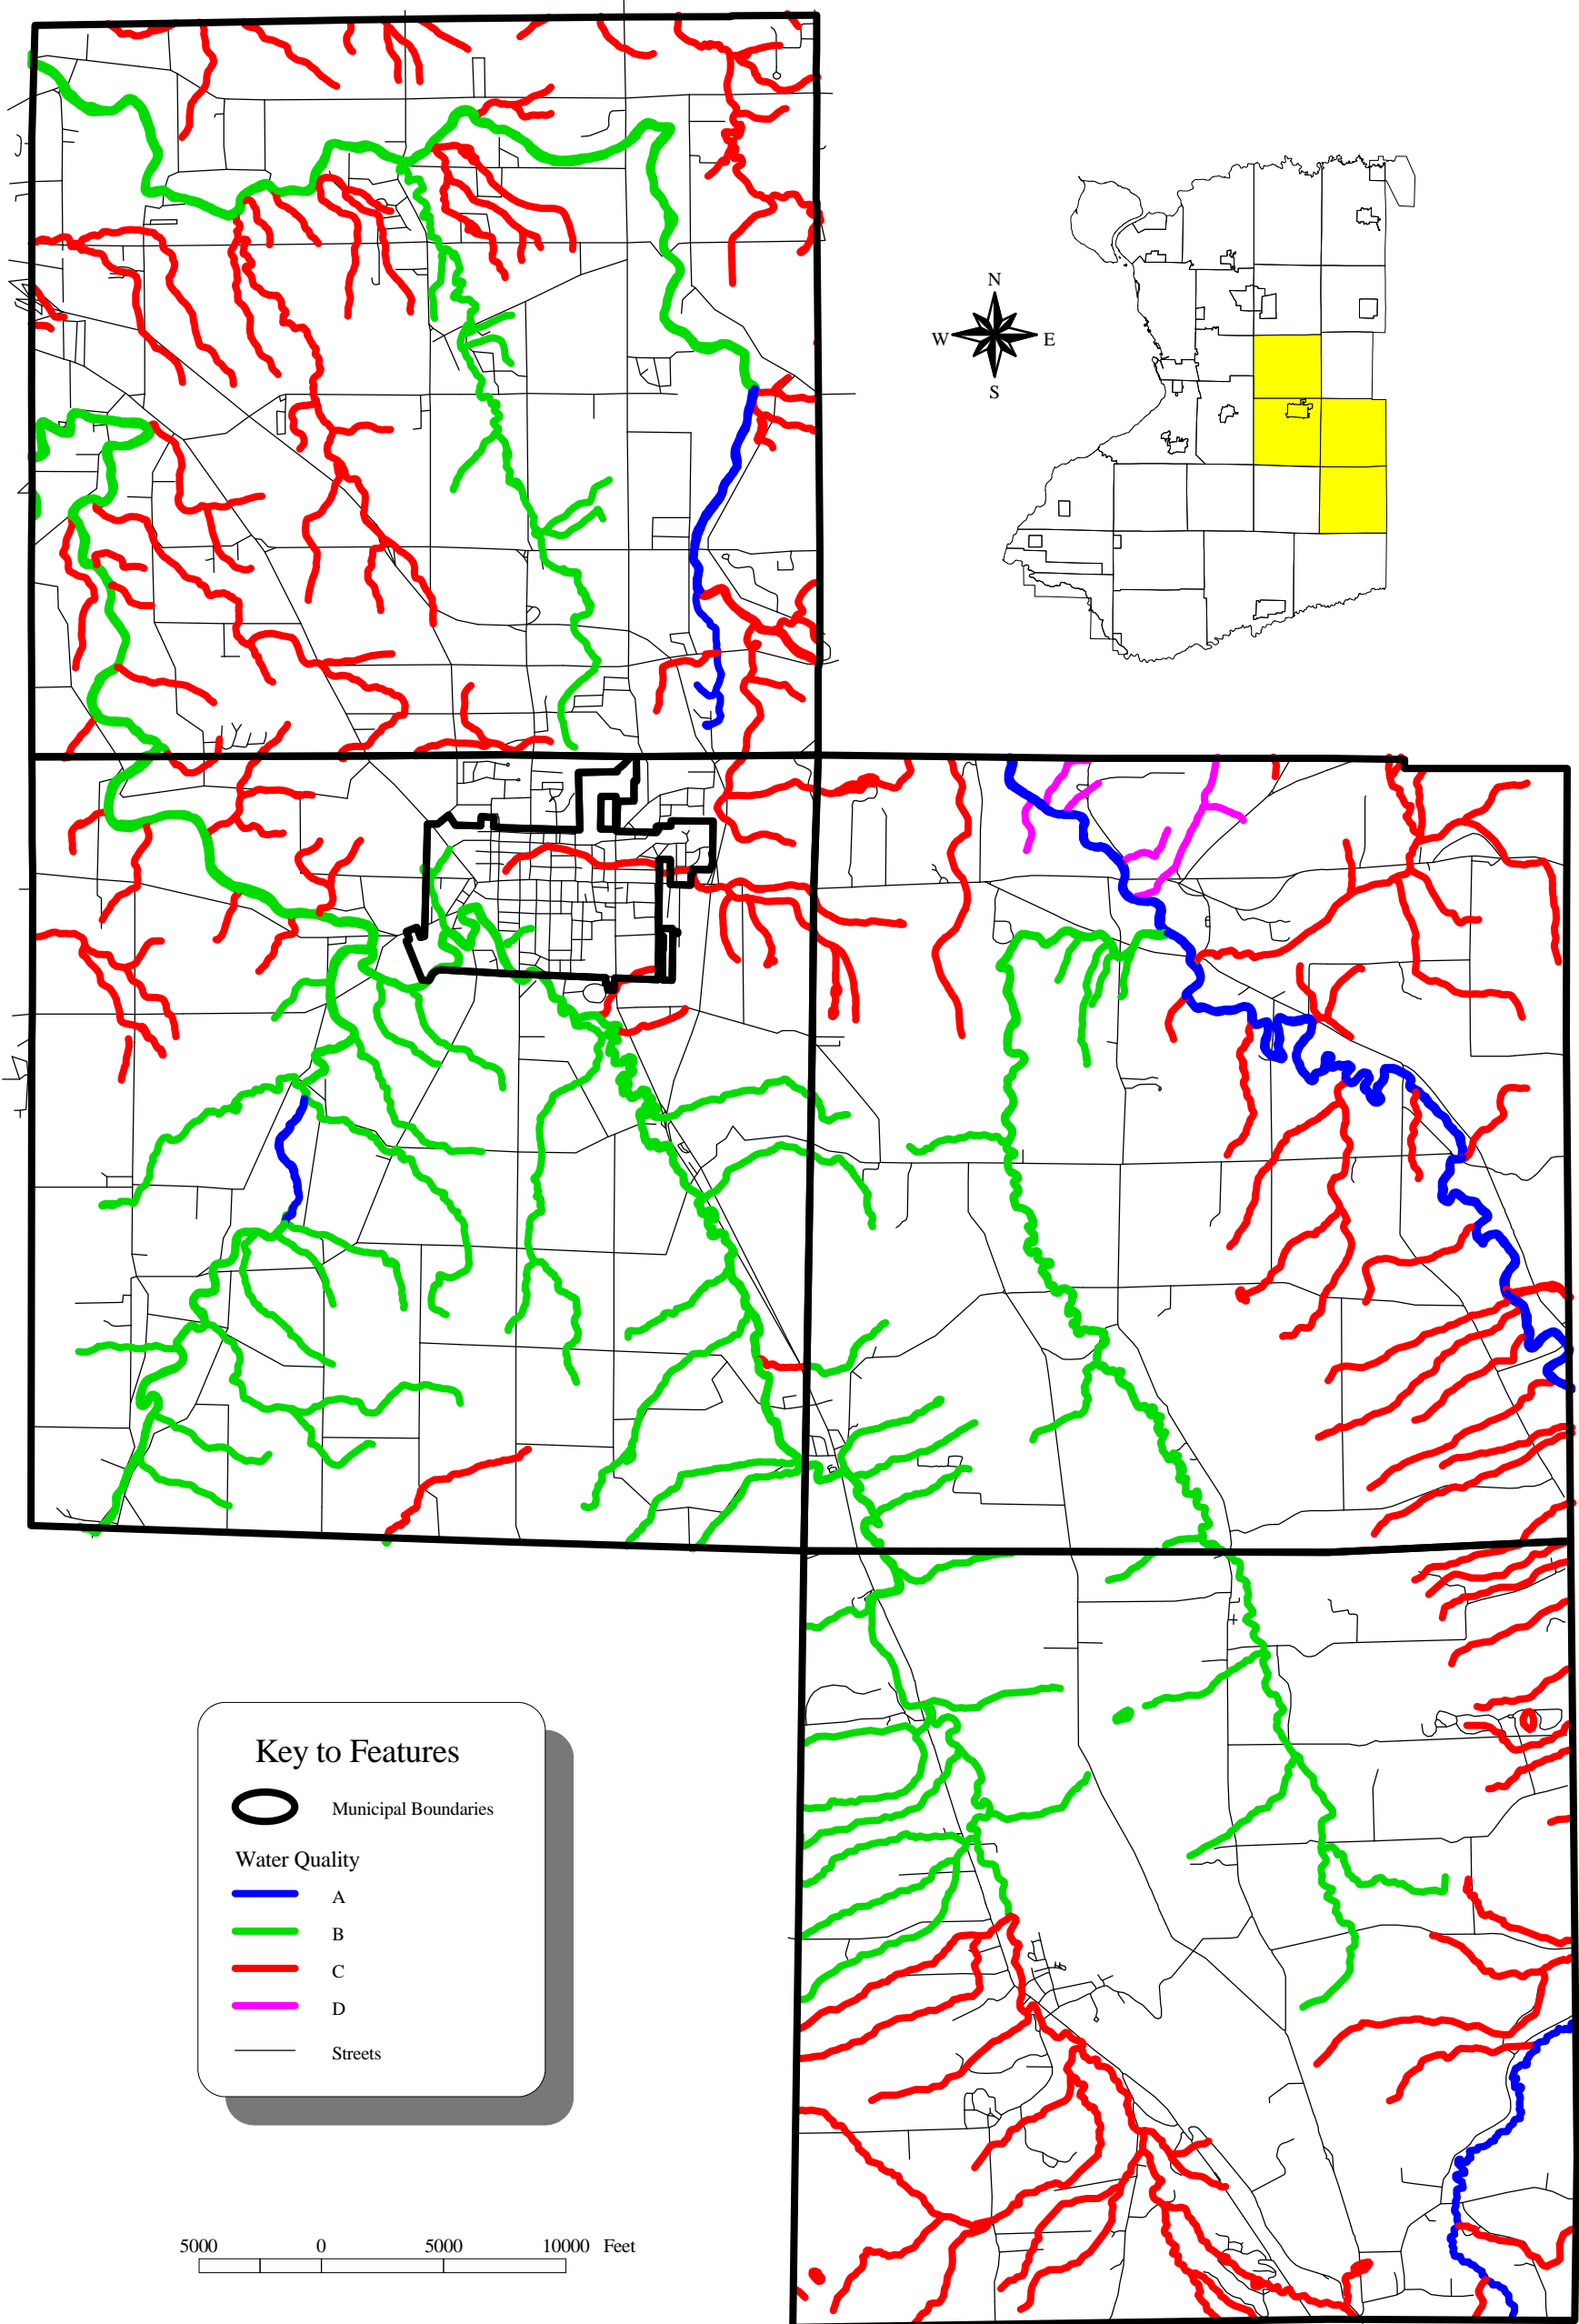 N
W E
S
Key to Features
Municipal Boundaries
Water Quality
A
B
C
D
Streets
5000 0 5000 10000 Feet